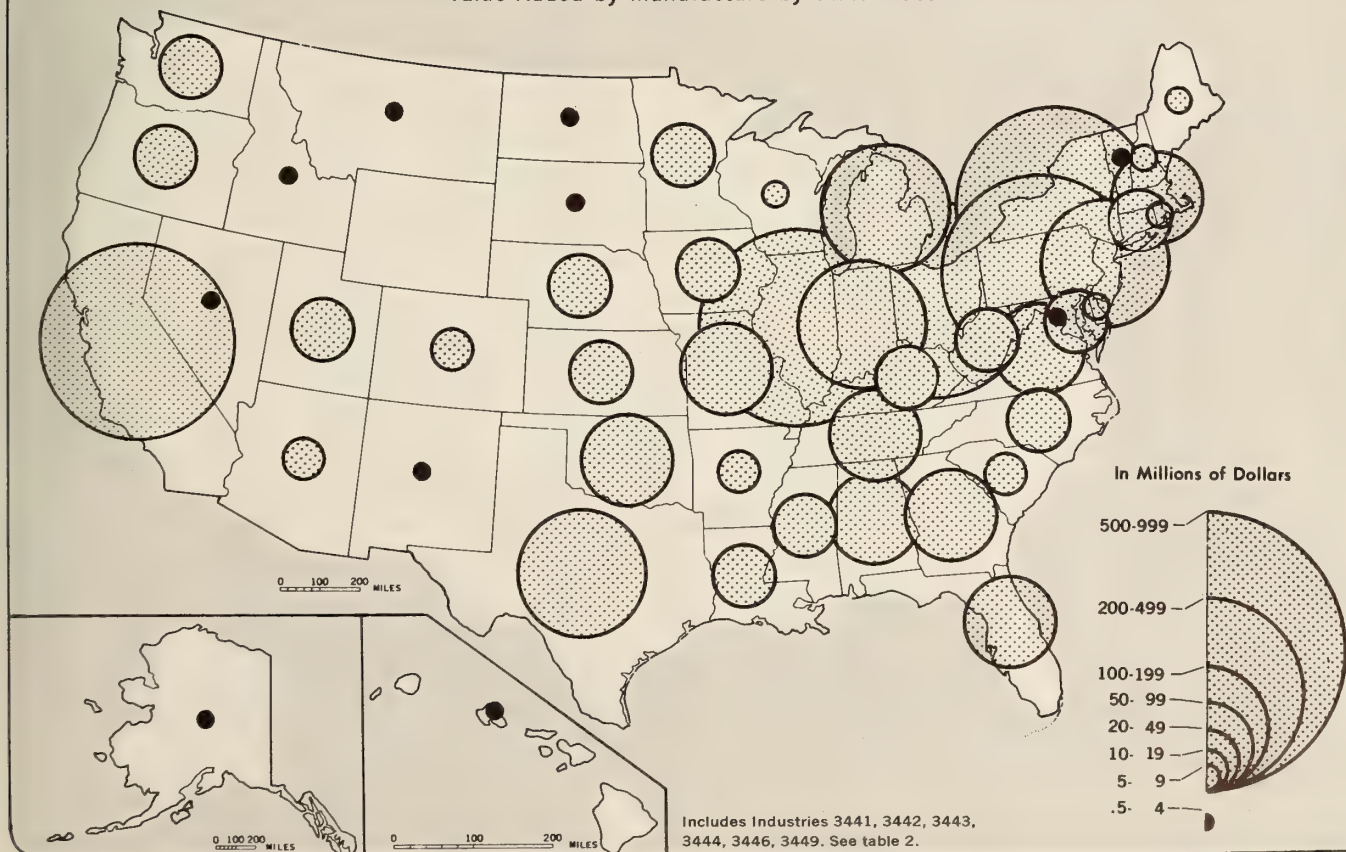 In Millions of Dollars
500-999
200-499
100-199
50- 99
20- 49
10- 19
5- 9
.5- 4
0 100 200 MILES
0 100 200 MILES
0 100 200 MILES
Includes Industries 3441, 3442, 3443,
3444, 3446, 3449. See table 2.